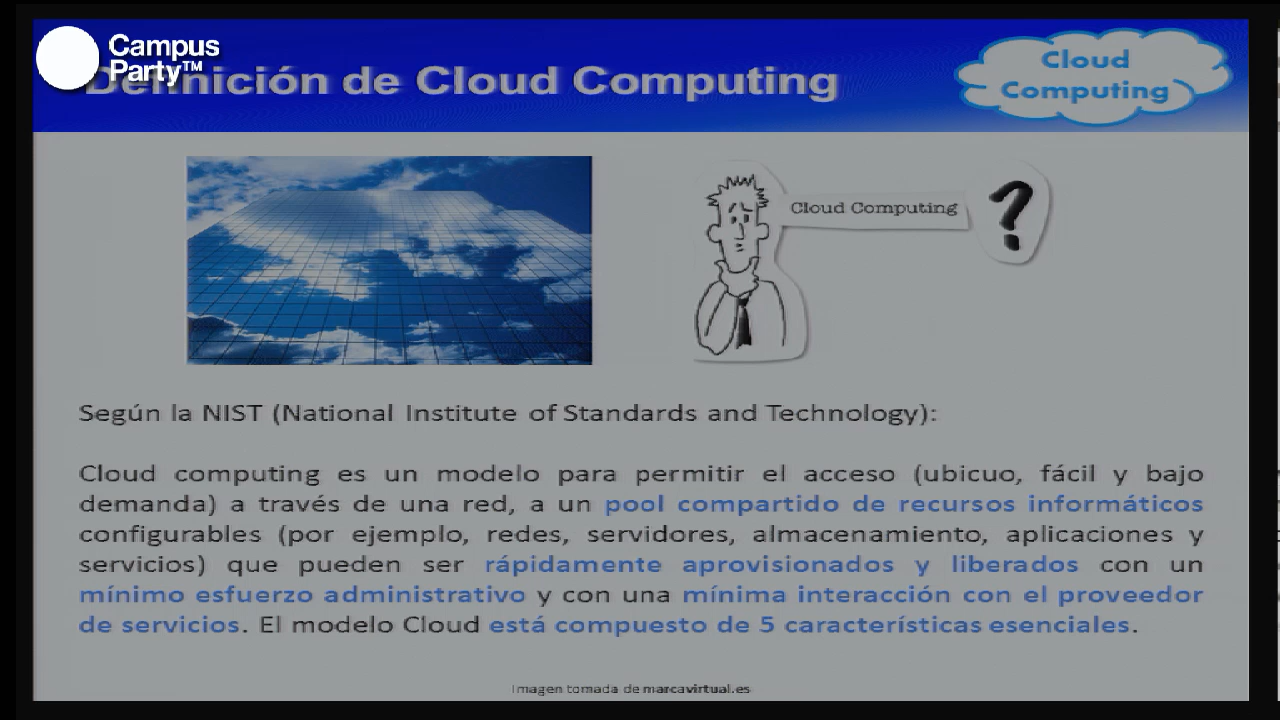 Campus
Party™
Definición de Cloud Computing
Cloud
Computing
Cloud Computing
?
Según la NIST (National Institute of Standards and Technology):
Cloud computing es un modelo para permitir el acceso (ubicuo, fácil y bajo
demanda) a través de una red, a un pool compartido de recursos informáticos
configurables (por ejemplo, redes, servidores, almacenamiento, aplicaciones y
servicios) que pueden ser rápidamente aprovisionados y liberados con un
mínimo esfuerzo administrativo y con una mínima interacción con el proveedor
de servicios. El modelo Cloud está compuesto de 5 características esenciales.
Imagen tomada de marcavirtual.es